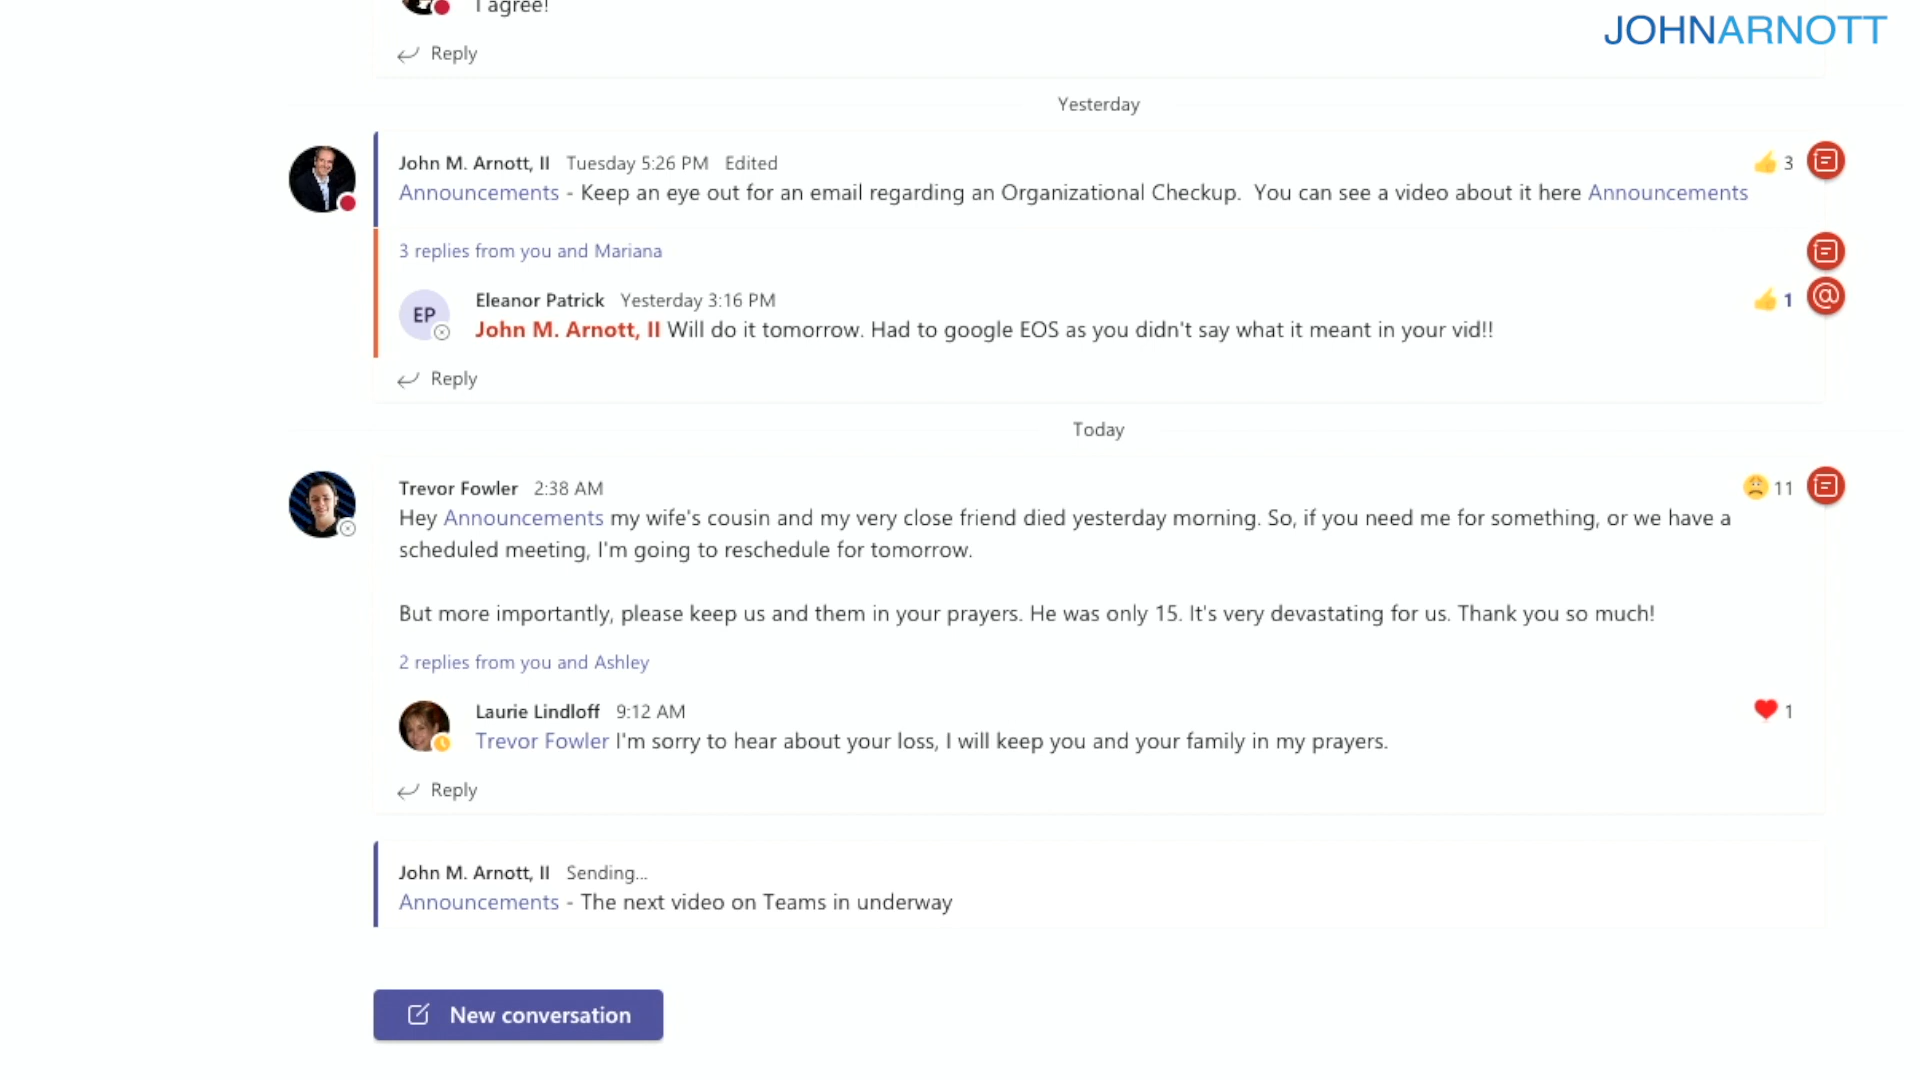 I agree!
JOHNARNOTT
Reply
Yesterday
John M. Arnott, II Tuesday 5:26 PM Edited
3
Announcements - Keep an eye out for an email regarding an Organizational Checkup. You can see a video about it here Announcements
3 replies from you and Mariana
EP
Eleanor Patrick Yesterday 3:16 PM
1
@
John M. Arnott, II Will do it tomorrow. Had to google EOS as you didn't say what it meant in your vid!!
Reply
Today
Trevor Fowler 2:38 AM
11
Hey Announcements my wife's cousin and my very close friend died yesterday morning. So, if you need me for something, or we have a
scheduled meeting, I'm going to reschedule for tomorrow.
But more importantly, please keep us and them in your prayers. He was only 15. It's very devastating for us. Thank you so much!
2 replies from you and Ashley
Laurie Lindloff 9:12 AM
1
Trevor Fowler I'm sorry to hear about your loss, I will keep you and your family in my prayers.
Reply
John M. Arnott, II Sending...
Announcements - The next video on Teams in underway
New conversation